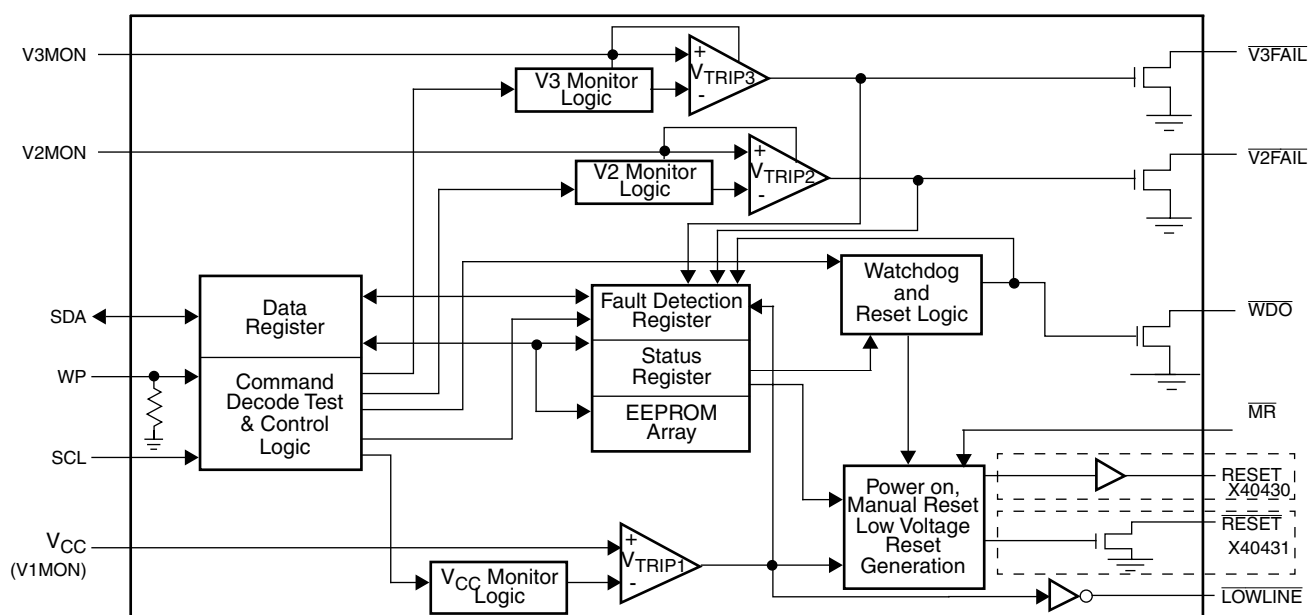 V3MON
V3 Monitor
Logic
+
VTRIP3
-
V3FAIL
V2MON
V2 Monitor
Logic
+
VTRIP2
-
V2FAIL
SDA
WP
SCL
Data
Register
Command
Decode Test
& Control
Logic
Fault Detection
Register
Status
Register
EEPROM
Array
Watchdog
and
Reset Logic
WDO
MR
Power on,
Manual Reset
Low Voltage
Reset
Generation
RESET
X40430
RESET
X40431
VCC
(V1MON)
VCC Monitor
Logic
+
VTRIP1
-
LOWLINE